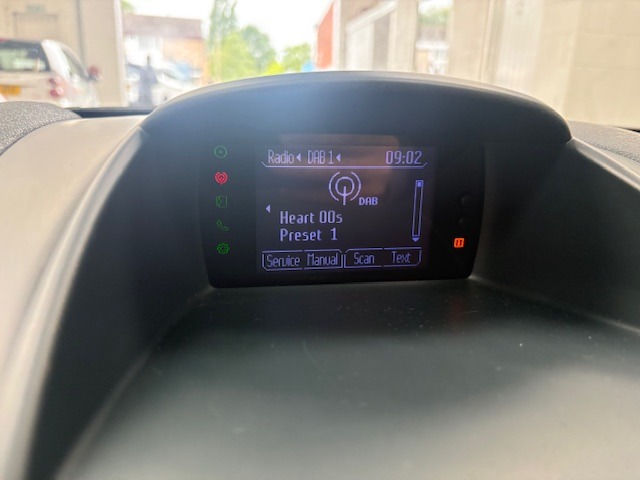 Radio DAB 1 09:02
DAB
Heart 00s
Preset 1
Service Manual Scan Text